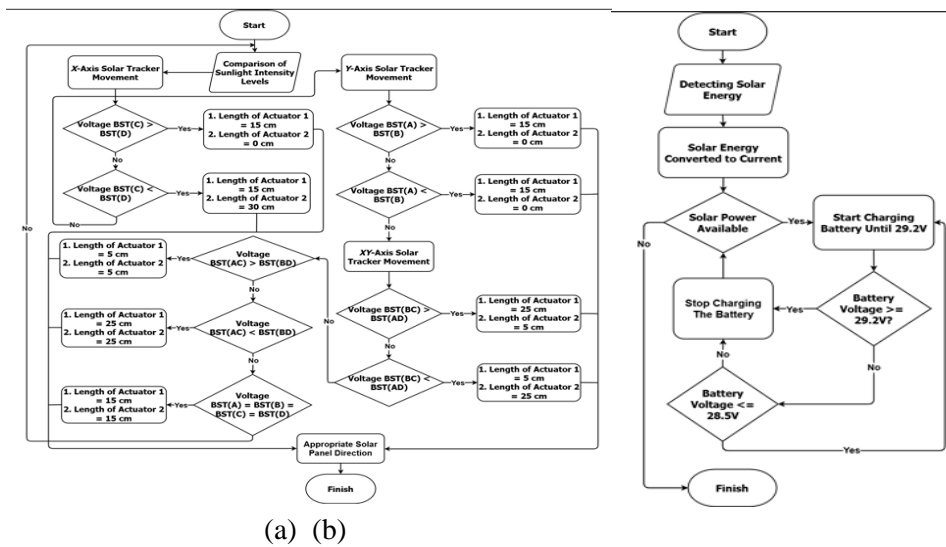 Start
Comparison of
Sunlight Intensity
Levels
X-Axis Solar Tracker
Movement
Voltage BST(C) >
BST(D)
Yes
1. Length of Actuator 1
= 15 cm
2. Length of Actuator 2
= 0 cm
No
Voltage BST(C) <
BST(D)
Yes
1. Length of Actuator 1
= 15 cm
2. Length of Actuator 2
= 30 cm
No
Y-Axis Solar Tracker
Movement
Voltage BST(A) >
BST(B)
Yes
1. Length of Actuator 1
= 15 cm
2. Length of Actuator 2
= 0 cm
No
Voltage BST(A) <
BST(B)
Yes
1. Length of Actuator 1
= 15 cm
2. Length of Actuator 2
= 0 cm
No
XY-Axis Solar
Tracker Movement
Voltage BST(BC) >
BST(AD)
Yes
1. Length of Actuator 1
= 25 cm
2. Length of Actuator 2
= 5 cm
No
Voltage BST(BC) <
BST(AD)
Yes
1. Length of Actuator 1
= 5 cm
2. Length of Actuator 2
= 25 cm
No
Voltage
BST(AC) > BST(BD)
Yes
1. Length of Actuator 1
= 5 cm
2. Length of Actuator 2
= 5 cm
No
Voltage
BST(AC) < BST(BD)
Yes
1. Length of Actuator 1
= 25 cm
2. Length of Actuator 2
= 25 cm
No
Voltage
BST(A) = BST(B) =
BST(C) = BST(D)
Yes
1. Length of Actuator 1
= 15 cm
2. Length of Actuator 2
= 15 cm
No
Appropriate Solar
Panel Direction
Finish
Start
Detecting Solar
Energy
Solar Energy
Converted to Current
Solar Power
Available
Yes
No
Start Charging
Battery Until 29.2V
Battery
Voltage >=
29.2V?
Yes
Stop Charging
The Battery
No
No
Battery
Voltage <=
28.5V
Yes
Finish
(a) (b)